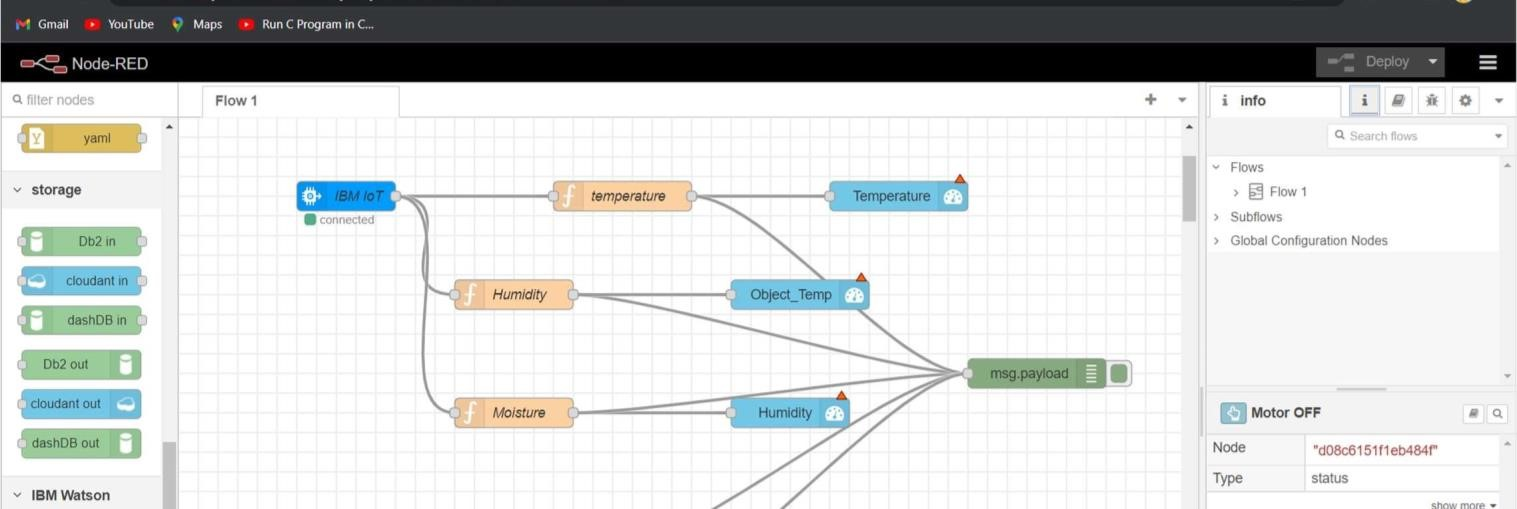 Gmail
YouTube
Maps
Run C Program in C...
Node-RED
Deploy
filter nodes
Flow 1
info
yaml
Search flows
storage
Flows
Flow 1
Subflows
Global Configuration Nodes
IBM IoT
connected
temperature
Temperature
Db2 in
cloudant in
dashDB in
Db2 out
cloudant out
dashDB out
Humidity
Object_Temp
msg.payload
Moisture
Humidity
Motor OFF
Node
"d08c6151f1eb484f"
Type
status
show more
IBM Watson